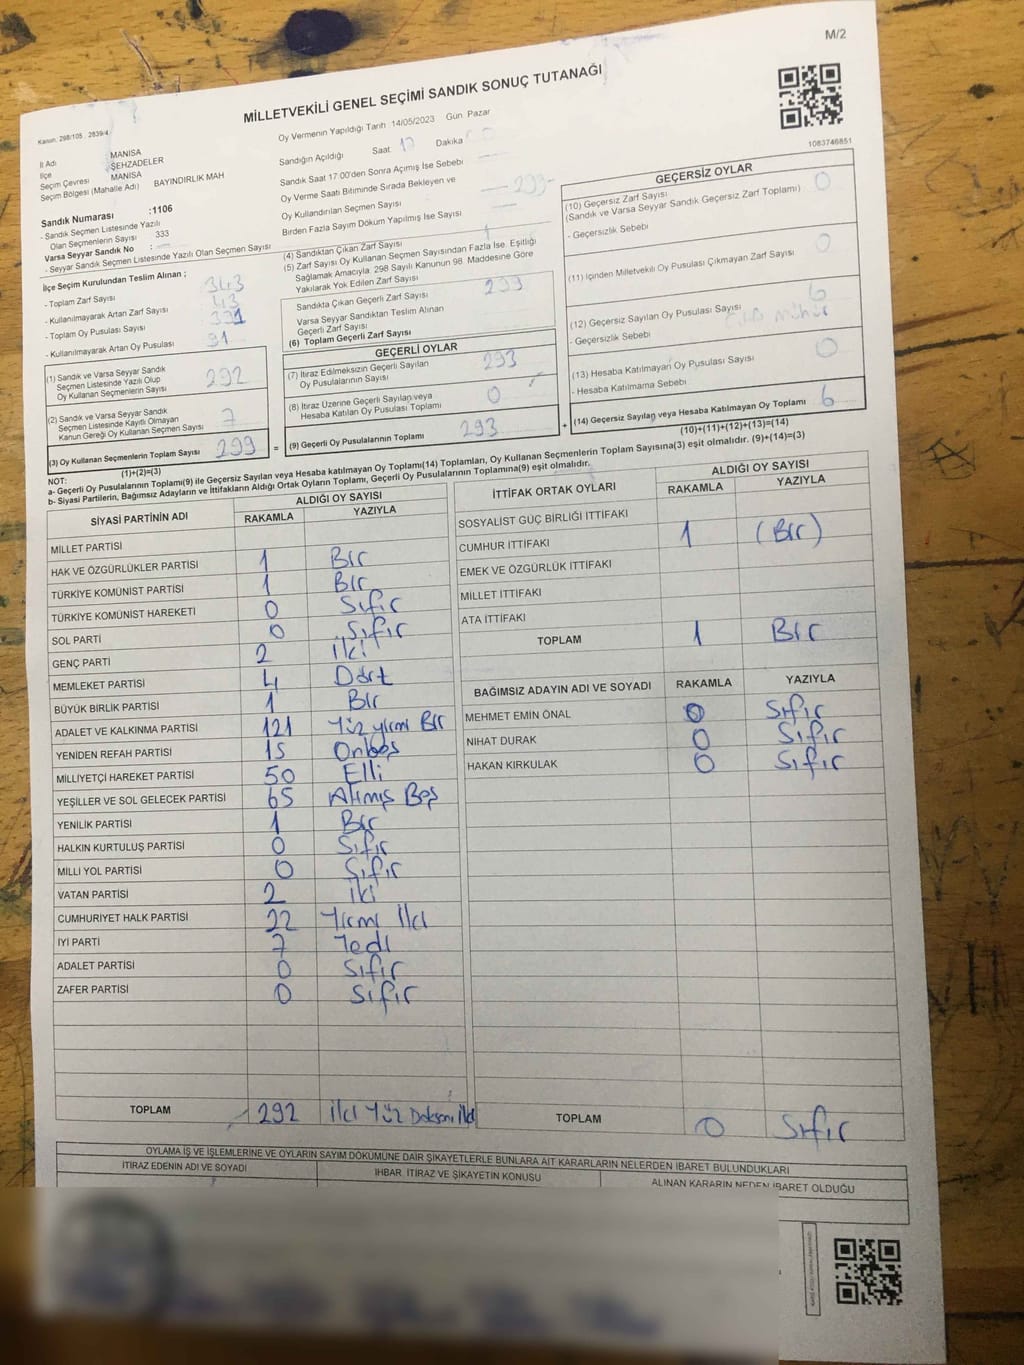 M/2
MİLLETVEKİLİ GENEL SEÇİMİ SANDIK SONUÇ TUTANAĞI
Kanun; 298/105, 2839/4
1083746851
İl Adı : MANİSA
İlçe : ŞEHZADELER
Seçim Çevresi : MANİSA
Seçim Bölgesi (Mahalle Adı) BAYINDIRLIK MAH
Sandık Numarası :1106
- Sandık Seçmen Listesinde Yazılı
Olan Seçmenlerin Sayısı : 333
Varsa Seyyar Sandık No :
- Seyyar Sandık Seçmen Listesinde Yazılı Olan Seçmen Sayısı
İlçe Seçim Kurulundan Teslim Alınan ;
- Toplam Zarf Sayısı 343
- Kullanılmayarak Artan Zarf Sayısı 43
- Toplam Oy Pusulası Sayısı 391
- Kullanılmayarak Artan Oy Pusulası 91
(1) Sandık ve Varsa Seyyar Sandık
Seçmen Listesinde Yazılı Olup
Oy Kullanan Seçmenlerin Sayısı 292
(2) Sandık ve Varsa Seyyar Sandık
Seçmen Listesinde Kayıtlı Olmayan
Kanun Gereği Oy Kullanan Seçmen Sayısı 7
(3) Oy Kullanan Seçmenlerin Toplam Sayısı 299 =
(1)+(2)=(3)
Oy Vermenin Yapıldığı Tarih 14/05/2023 Gün Pazar
Sandığın Açıldığı Saat 17 Dakika
Sandık Saat 17:00'den Sonra Açımış İse Sebebi
Oy Verme Saati Bitiminde Sırada Bekleyen ve
Oy Kullandırılan Seçmen Sayısı
Birden Fazla Sayım Döküm Yapılmış İse Sayısı
(4) Sandıktan Çıkan Zarf Sayısı
(5) Zarf Sayısı Oy Kullanan Seçmen Sayısından Fazla İse, Eşitliği
Sağlamak Amacıyla, 298 Sayılı Kanunun 98. Maddesine Göre
Yakılarak Yok Edilen Zarf Sayısı
Sandıkta Çıkan Geçerli Zarf Sayısı 299
Varsa Seyyar Sandıktan Teslim Alınan
Geçerli Zarf Sayısı
(6) Toplam Geçerli Zarf Sayısı
GEÇERLİ OYLAR
(7) İtiraz Edilmeksizin Geçerli Sayılan
Oy Pusulalarının Sayısı 293
(8) İtiraz Üzerine Geçerli Sayılan veya
Hesaba Katılan Oy Pusulası Toplamı 0
(9) Geçerli Oy Pusulalarının Toplamı 293 +
GEÇERSİZ OYLAR
(10) Geçersiz Zarf Sayısı 0
(Sandık ve Varsa Seyyar Sandık Geçersiz Zarf Toplamı)
- Geçersizlik Sebebi
(11) İçinden Milletvekili Oy Pusulası Çıkmayan Zarf Sayısı 0
(12) Geçersiz Sayılan Oy Pusulası Sayısı 6
- Geçersizlik Sebebi mühür
(13) Hesaba Katılmayan Oy Pusulası Sayısı 0
- Hesaba Katılmama Sebebi
(14) Geçersiz Sayılan veya Hesaba Katılmayan Oy Toplamı 6
(10)+(11)+(12)+(13)=(14)
NOT:
a- Geçerli Oy Pusulalarının Toplamı(9) ile Geçersiz Sayılan veya Hesaba katılmayan Oy Toplamı(14) Toplamları, Oy Kullanan Seçmenlerin Toplam Sayısına(3) eşit olmalıdır. (9)+(14)=(3)
b- Siyasi Partilerin, Bağımsız Adayların ve İttifakların Aldığı Ortak Oyların Toplamı, Geçerli Oy Pusulalarının Toplamına(9) eşit olmalıdır.
SİYASİ PARTİNİN ADI ALDIĞI OY SAYISI
RAKAMLA YAZIYLA
MİLLET PARTİSİ
HAK VE ÖZGÜRLÜKLER PARTİSİ 1 Bir
TÜRKİYE KOMÜNİST PARTİSİ 1 Bir
TÜRKİYE KOMÜNİST HAREKETİ 0 Sıfır
SOL PARTİ 0 Sıfır
GENÇ PARTİ 2 İki
MEMLEKET PARTİSİ 4 Dört
BÜYÜK BİRLİK PARTİSİ 1 Bir
ADALET VE KALKINMA PARTİSİ 121 Yüz yirmi Bir
YENİDEN REFAH PARTİSİ 15 Onbeş
MİLLİYETÇİ HAREKET PARTİSİ 50 Elli
YEŞİLLER VE SOL GELECEK PARTİSİ 65 Altmış Beş
YENİLİK PARTİSİ 1 Bir
HALKIN KURTULUŞ PARTİSİ 0 Sıfır
MİLLİ YOL PARTİSİ 0 Sıfır
VATAN PARTİSİ 2 İki
CUMHURİYET HALK PARTİSİ 22 Yirmi İki
İYİ PARTİ 7 Yedi
ADALET PARTİSİ 0 Sıfır
ZAFER PARTİSİ 0 Sıfır
TOPLAM 292 İki Yüz Doksan İki
İTTİFAK ORTAK OYLARI ALDIĞI OY SAYISI
RAKAMLA YAZIYLA
SOSYALİST GÜÇ BİRLİĞİ İTTİFAKI
CUMHUR İTTİFAKI 1 (Bir)
EMEK VE ÖZGÜRLÜK İTTİFAKI
MİLLET İTTİFAKI
ATA İTTİFAKI
TOPLAM 1 Bir
BAĞIMSIZ ADAYIN ADI VE SOYADI RAKAMLA YAZIYLA
MEHMET EMİN ÖNAL 0 Sıfır
NİHAT DURAK 0 Sıfır
HAKAN KIRKULAK 0 Sıfır
TOPLAM 0 Sıfır
OYLAMA İŞ VE İŞLEMLERİNE VE OYLARIN SAYIM DÖKÜMÜNE DAİR ŞİKAYETLERLE BUNLARA AİT KARARLARIN NELERDEN İBARET BULUNDUKLARI
İTİRAZ EDENİN ADI VE SOYADI İHBAR, İTİRAZ VE ŞİKAYETİN KONUSU ALINAN KARARIN NEDEN İBARET OLDUĞU